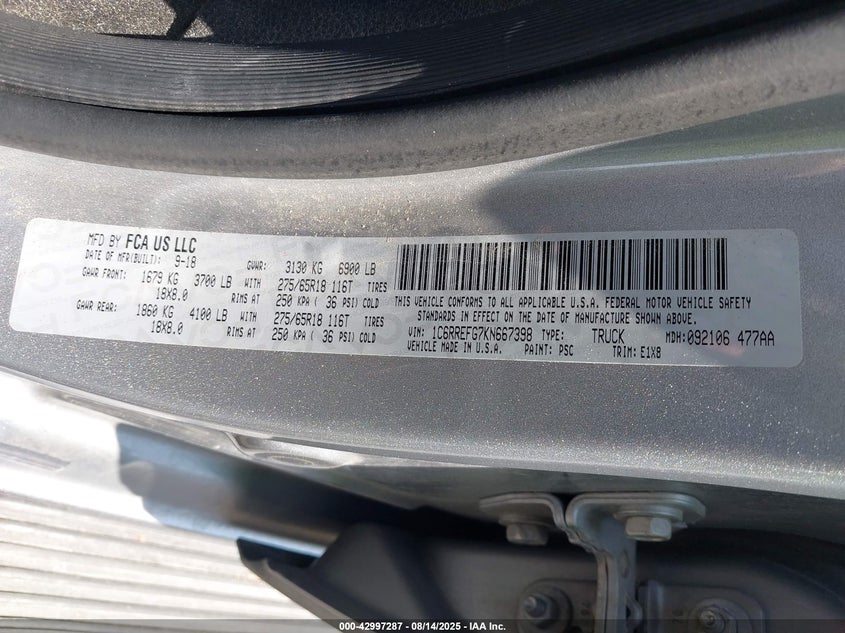 MFD BY FCA US LLC
DATE OF MFR(BUILT): 9-18 GVWR: 3130 KG 6900 LB
GAWR FRONT: 1679 KG 3700 LB WITH 275/65R18 116T TIRES
18X8.0 RIMS AT 250 KPA ( 36 PSI) COLD
GAWR REAR: 1860 KG 4100 LB WITH 275/65R18 116T TIRES
18X8.0 RIMS AT 250 KPA ( 36 PSI) COLD
THIS VEHICLE CONFORMS TO ALL APPLICABLE U.S.A. FEDERAL MOTOR VEHICLE SAFETY
STANDARDS IN EFFECT ON THE DATE OF MANUFACTURE SHOWN ABOVE.
VIN: 1C6RREFG7KN667398 TYPE: TRUCK MDH:092106 477AA
VEHICLE MADE IN U.S.A. PAINT: PSC TRIM: E1X8
000-42997287 - 08/14/2025 - IAA Inc.